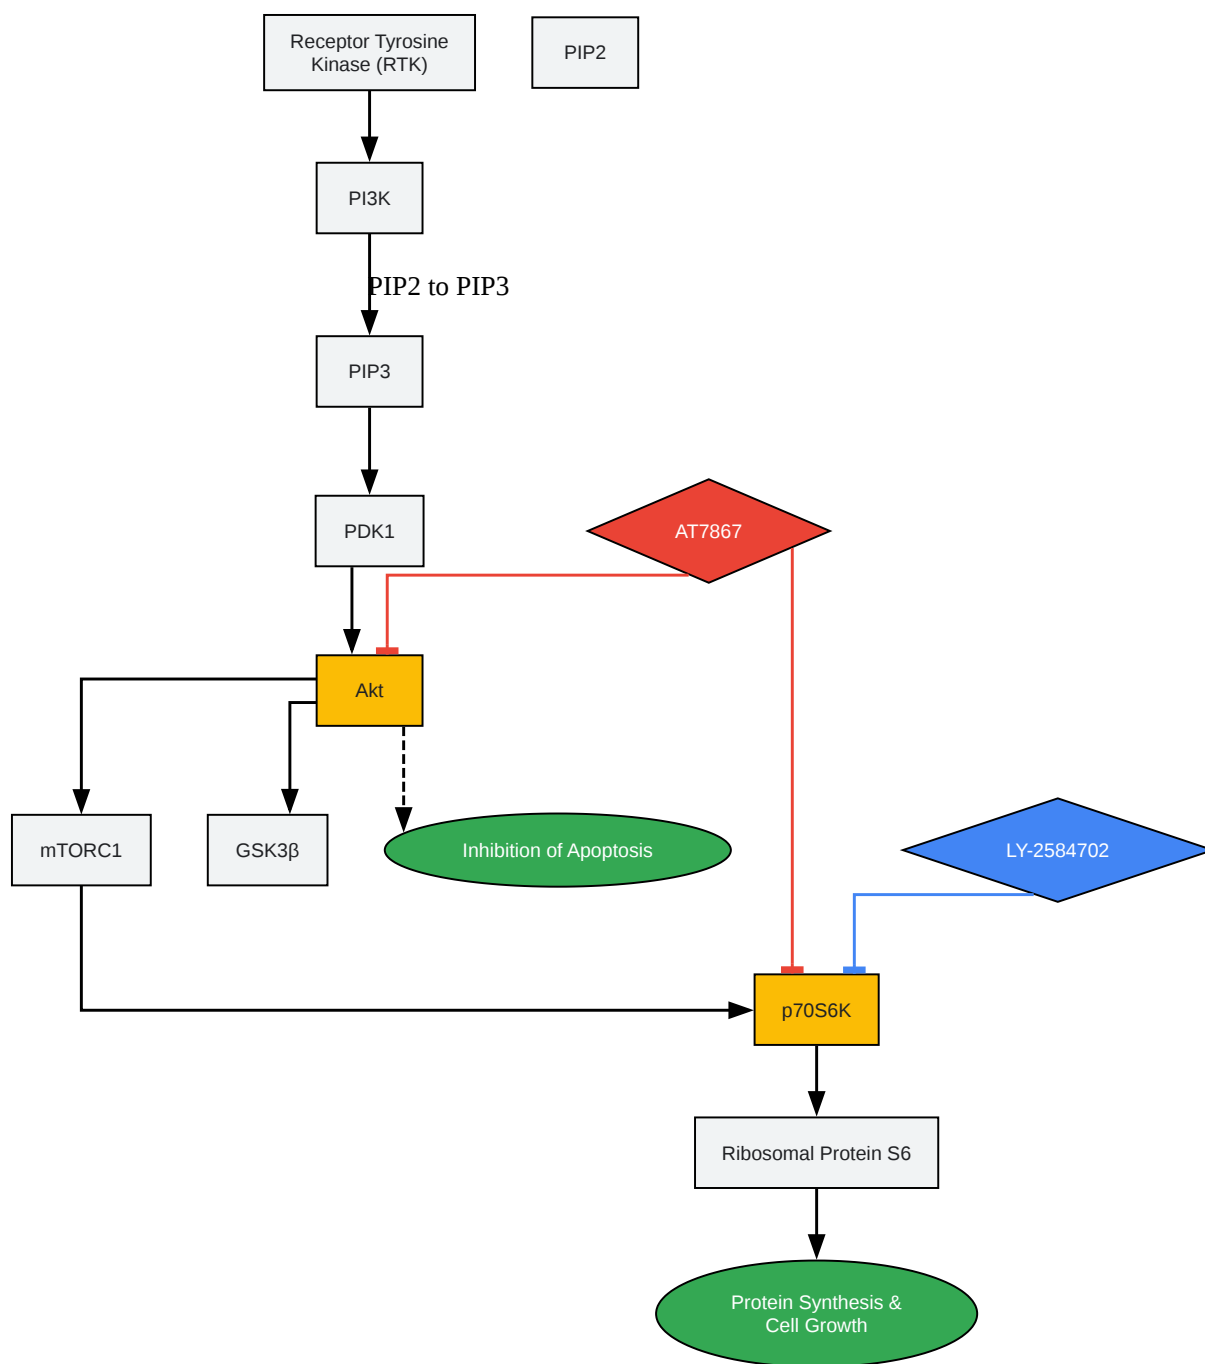 Receptor Tyrosine
Kinase (RTK)
PIP2
PI3K
PIP2 to PIP3
PIP3
PDK1
AT7867
Akt
mTORC1
GSK3β
Inhibition of Apoptosis
LY-2584702
p70S6K
Ribosomal Protein S6
Protein Synthesis &
Cell Growth